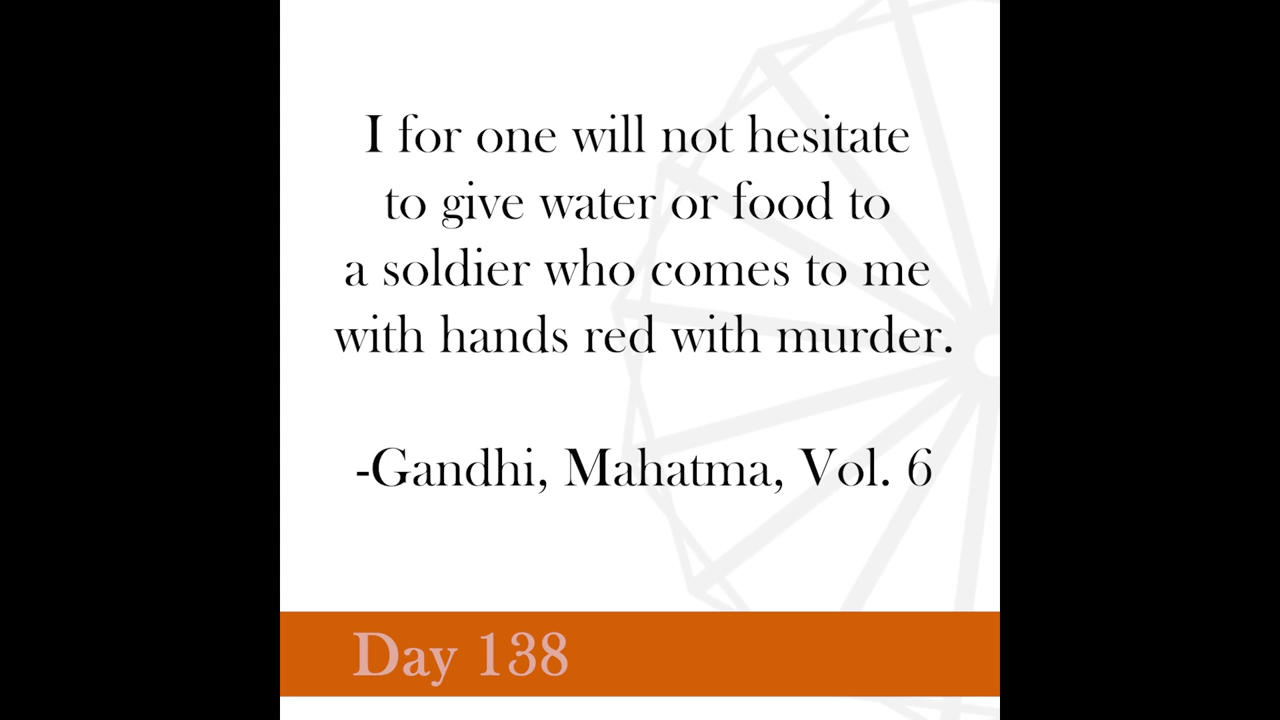 I for one will not hesitate
to give water or food to
a soldier who comes to me
with hands red with murder.
-Gandhi, Mahatma, Vol. 6
Day 138